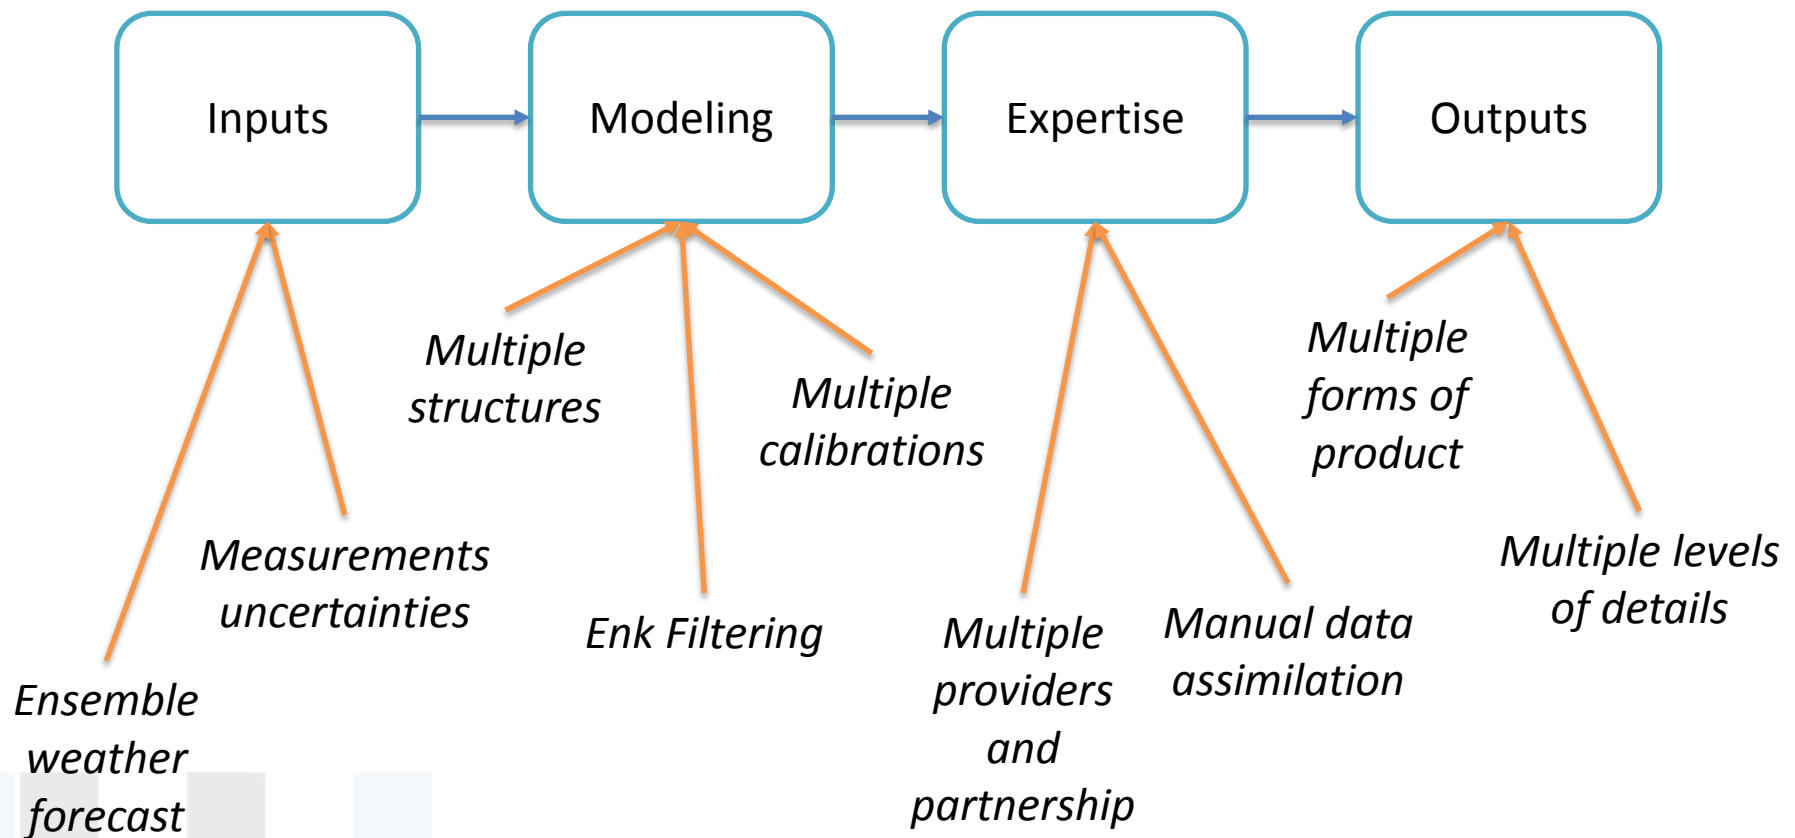 Inputs
Modeling
Expertise
Outputs
Multiple
structures
Multiple
calibrations
Multiple
forms of
product
Measurements
uncertainties
Enk Filtering
Multiple
providers
and
partnership
Manual data
assimilation
Multiple levels
of details
Ensemble
weather
forecast